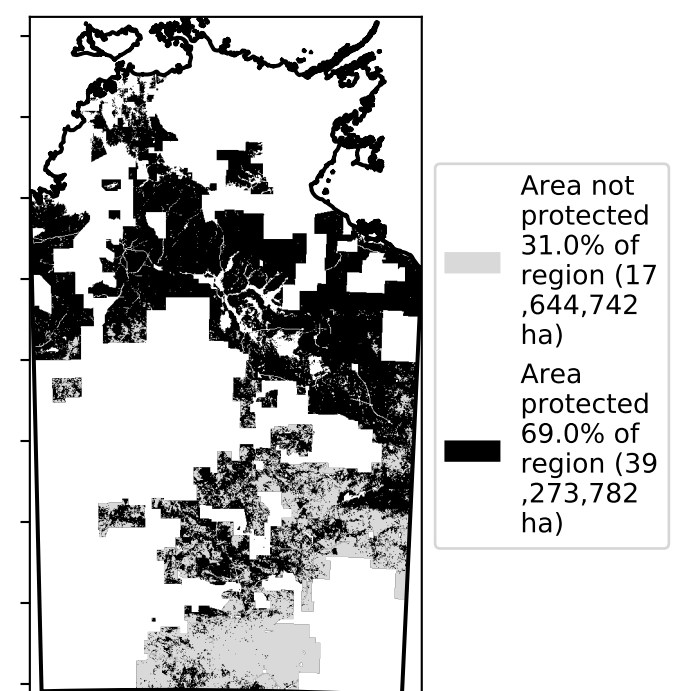 Area not
protected
31.0% of
region (17
,644,742
ha)
Area
protected
69.0% of
region (39
,273,782
ha)